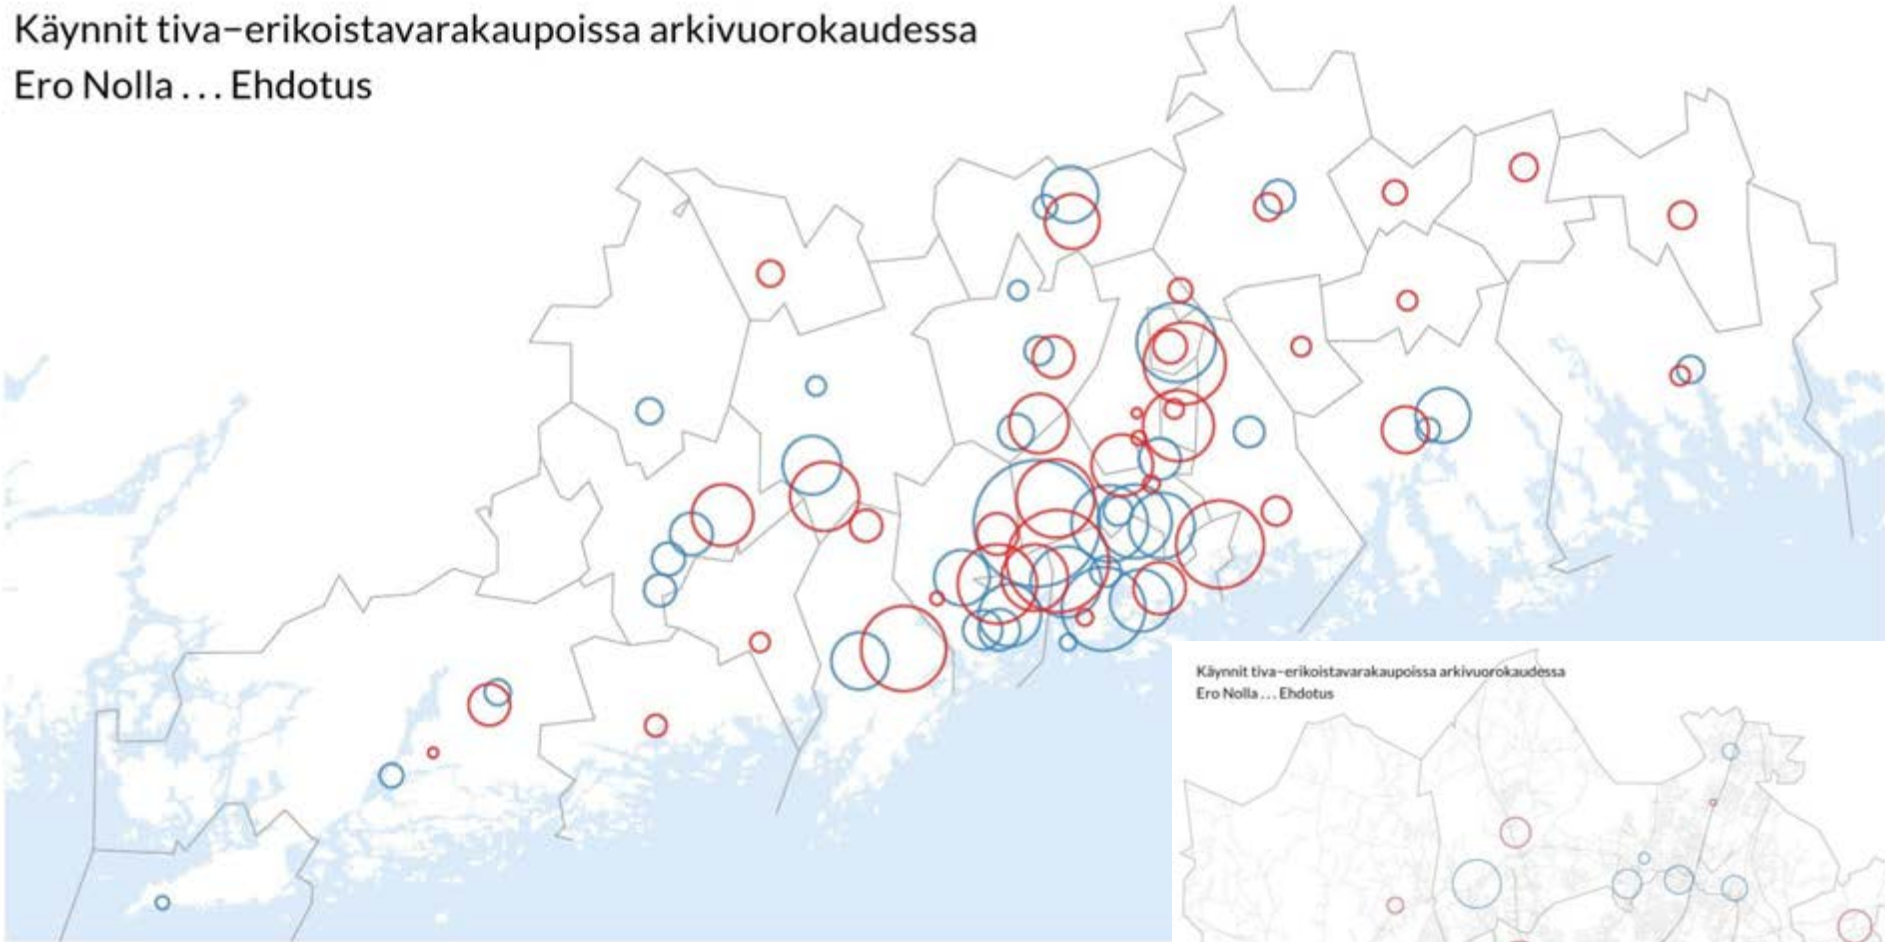 Käynnit tiva−erikoistavarakaupoissa arkivuorokaudessa
Ero Nolla . . . Ehdotus
Käynnit tiva−erikoistavarakaupoissa arkivuorokaudessa
Ero Nolla . . . Ehdotus